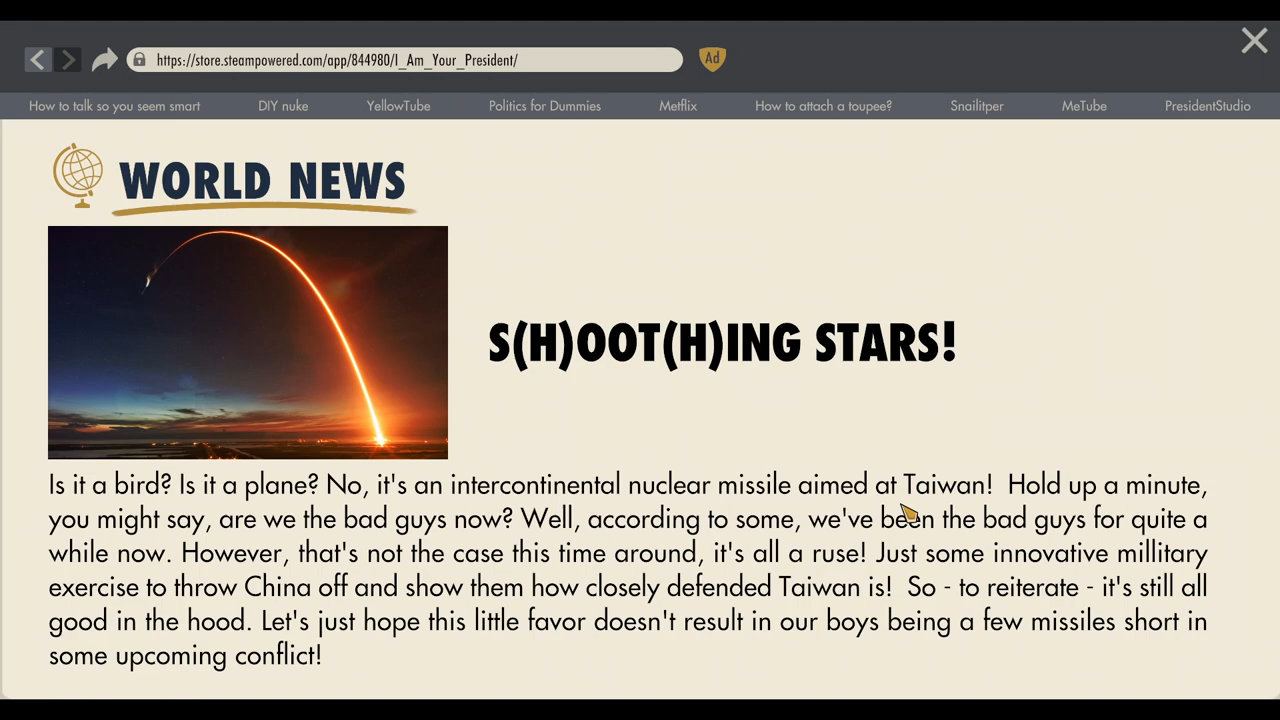 https://store.steampowered.com/app/844980/I_Am_Your_President/
Ad
How to talk so you seem smart DIY nuke YellowTube Politics for Dummies Metflix How to attach a toupee? Snailitper MeTube PresidentStudio
WORLD NEWS
S(H)OOT(H)ING STARS!
Is it a bird? Is it a plane? No, it's an intercontinental nuclear missile aimed at Taiwan! Hold up a minute,
you might say, are we the bad guys now? Well, according to some, we've been the bad guys for quite a
while now. However, that's not the case this time around, it's all a ruse! Just some innovative millitary
exercise to throw China off and show them how closely defended Taiwan is! So - to reiterate - it's still all
good in the hood. Let's just hope this little favor doesn't result in our boys being a few missiles short in
some upcoming conflict!